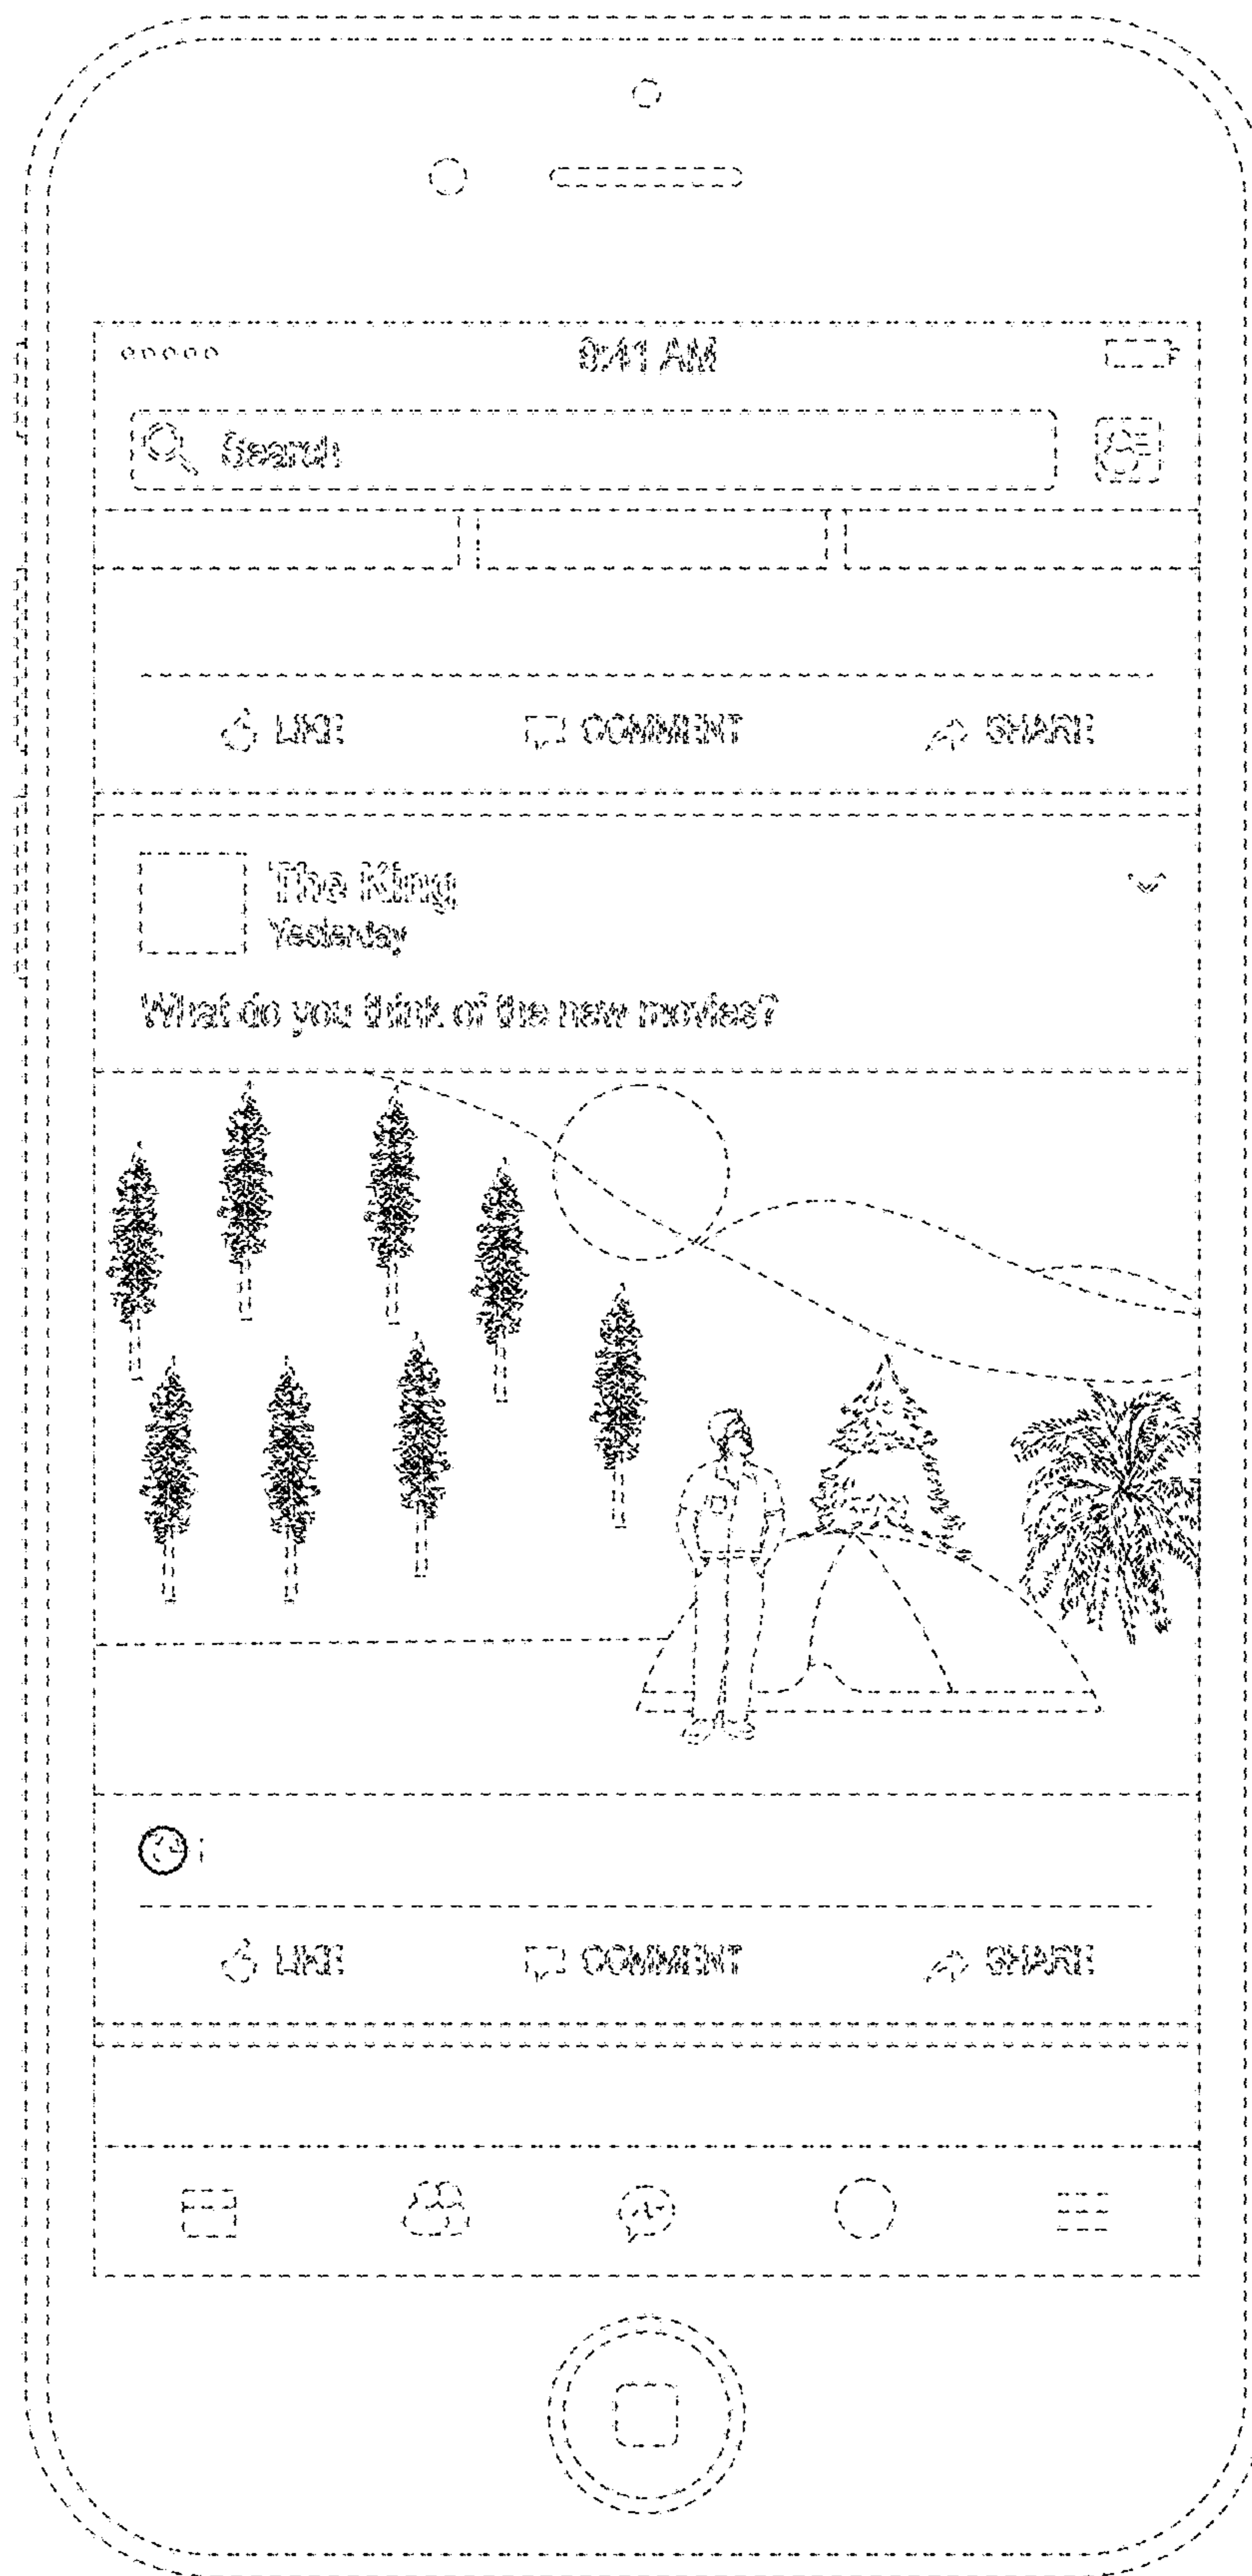 9:41 AM
Search
LIKE COMMENT SHARE
The King
Yesterday
What do you think of the new movies?
LIKE COMMENT SHARE